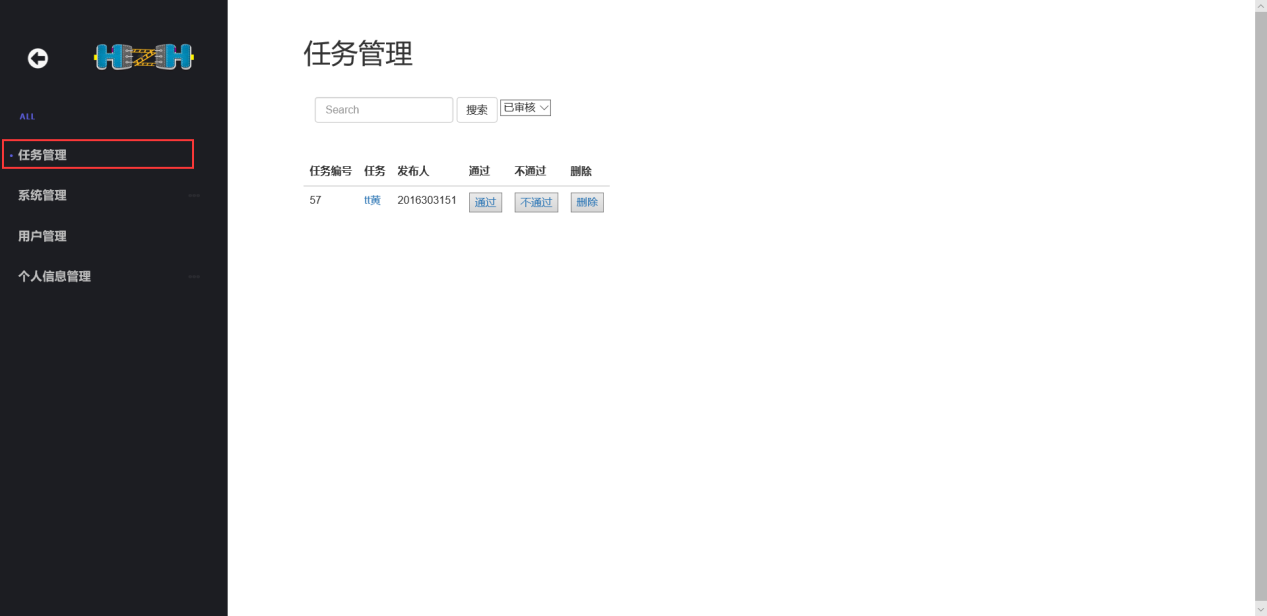 HH
ALL
任务管理
系统管理
用户管理
个人信息管理
任务管理
Search 搜索 已审核
任务编号 任务 发布人 通过 不通过 删除
57 tt黄 2016303151 通过 不通过 删除